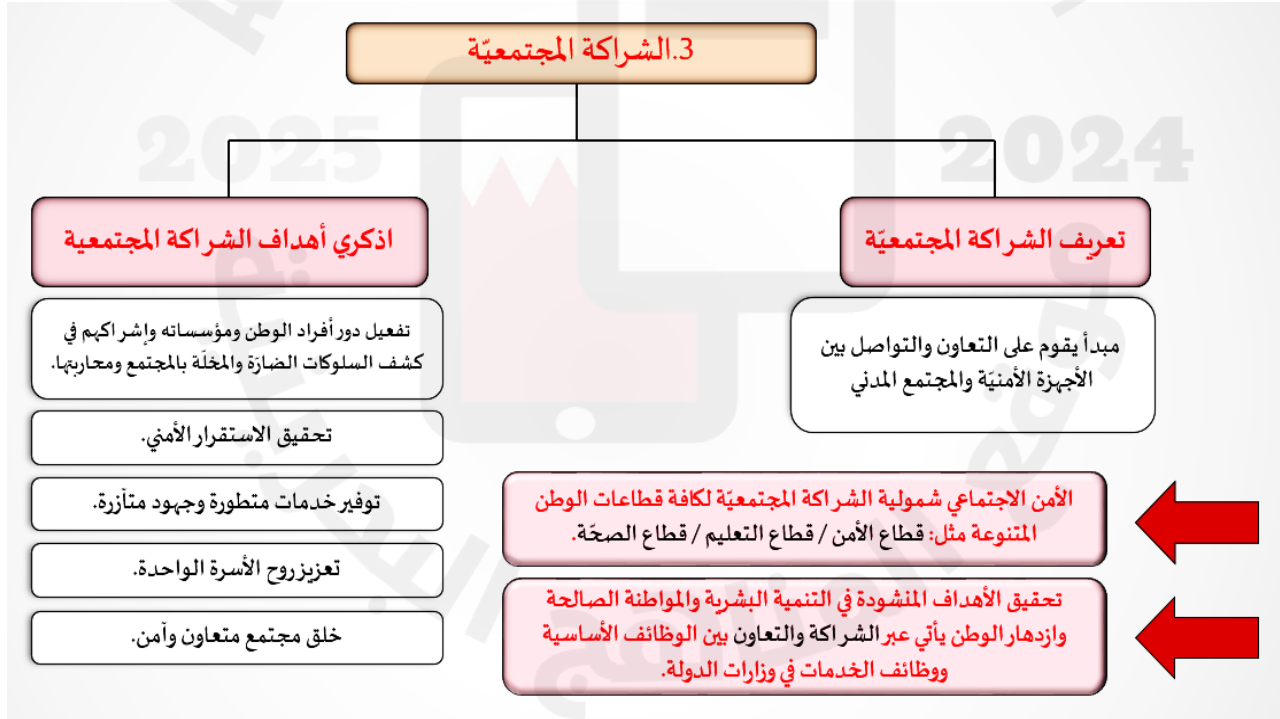 3.الشراكة المجتمعيّة
2024
2025
تعريف الشراكة المجتمعيّة
مبدأ يقوم على التعاون والتواصل بين
الأجهزة الأمنيّة والمجتمع المدني
اذكري أهداف الشراكة المجتمعية
تفعيل دور أفراد الوطن ومؤسساته وإشراكهم في
كشف السلوكات الضارّة والمخلّة بالمجتمع ومحاربتها.
تحقيق الاستقرار الأمني.
توفير خدمات متطورة وجهود متآزرة.
تعزيز روح الأسرة الواحدة.
خلق مجتمع متعاون وآمن.
الأمن الاجتماعي شمولية الشراكة المجتمعيّة لكافة قطاعات الوطن
المتنوعة مثل: قطاع الأمن / قطاع التعليم / قطاع الصحّة.
تحقيق الأهداف المنشودة في التنمية البشرية والمواطنة الصالحة
وازدهار الوطن يأتي عبر الشراكة والتعاون بين الوظائف الأساسية
ووظائف الخدمات في وزارات الدولة.